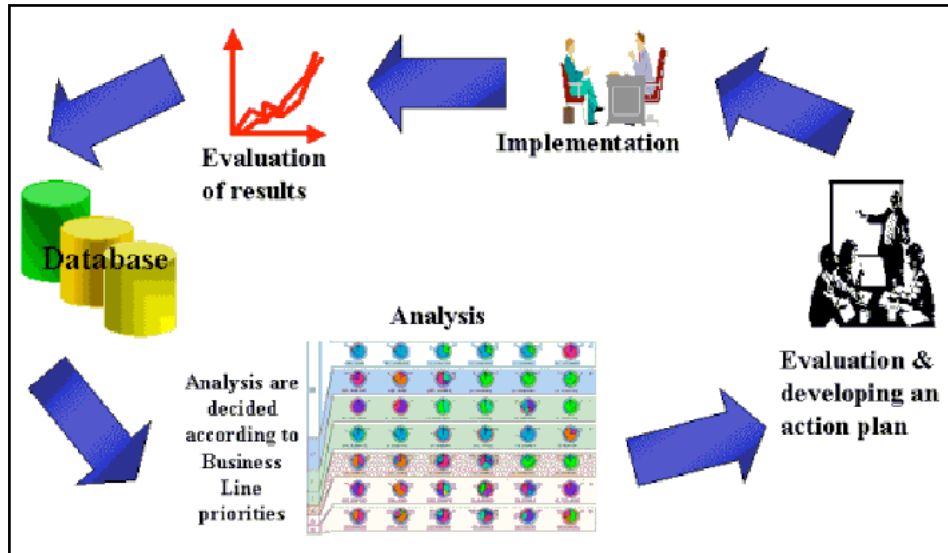 Implementation
Evaluation
of results
Database
Analysis
Analysis are
decided
according to
Business
Line
priorities
Evaluation &
developing an
action plan